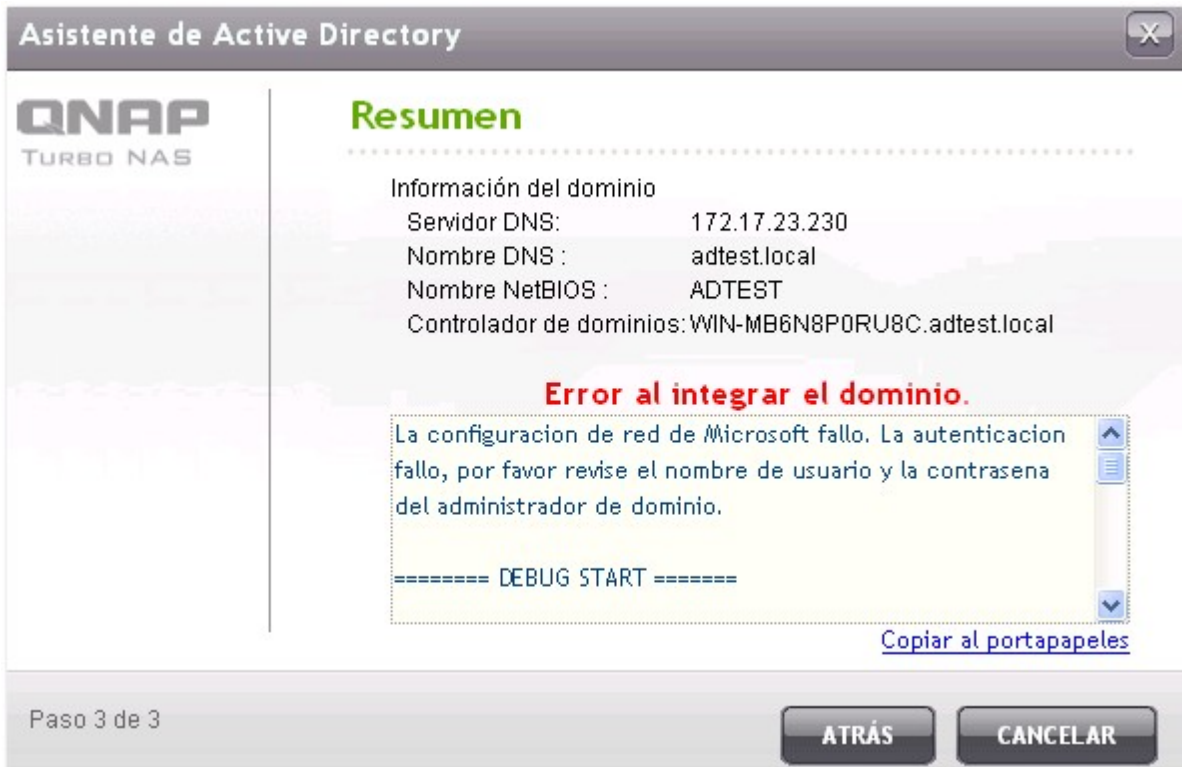 Asistente de Active Directory
X
QNAP
TURBO NAS
Resumen
Información del dominio
Servidor DNS: 172.17.23.230
Nombre DNS : adtest.local
Nombre NetBIOS : ADTEST
Controlador de dominios: WIN-MB6N8P0RU8C.adtest.local
Error al integrar el dominio.
La configuracion de red de Microsoft fallo. La autenticacion
fallo, por favor revise el nombre de usuario y la contrasena
del administrador de dominio.
======== DEBUG START =======
Copiar al portapapeles
Paso 3 de 3
ATRÁS
CANCELAR